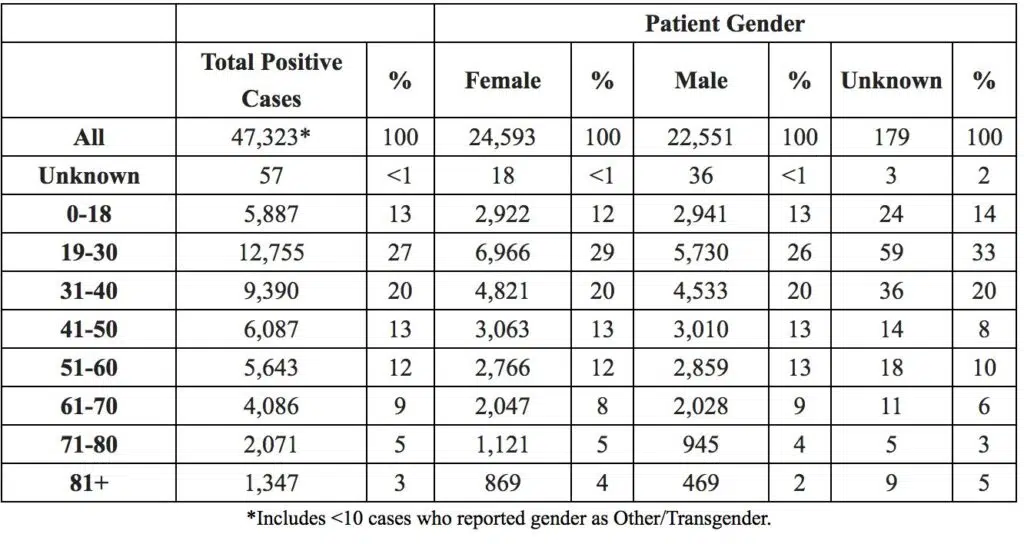 Patient Gender
Total Positive Cases % Female % Male % Unknown %
All 47,323* 100 24,593 100 22,551 100 179 100
Unknown 57 <1 18 <1 36 <1 3 2
0-18 5,887 13 2,922 12 2,941 13 24 14
19-30 12,755 27 6,966 29 5,730 26 59 33
31-40 9,390 20 4,821 20 4,533 20 36 20
41-50 6,087 13 3,063 13 3,010 13 14 8
51-60 5,643 12 2,766 12 2,859 13 18 10
61-70 4,086 9 2,047 8 2,028 9 11 6
71-80 2,071 5 1,121 5 945 4 5 3
81+ 1,347 3 869 4 469 2 9 5
*Includes <10 cases who reported gender as Other/Transgender.